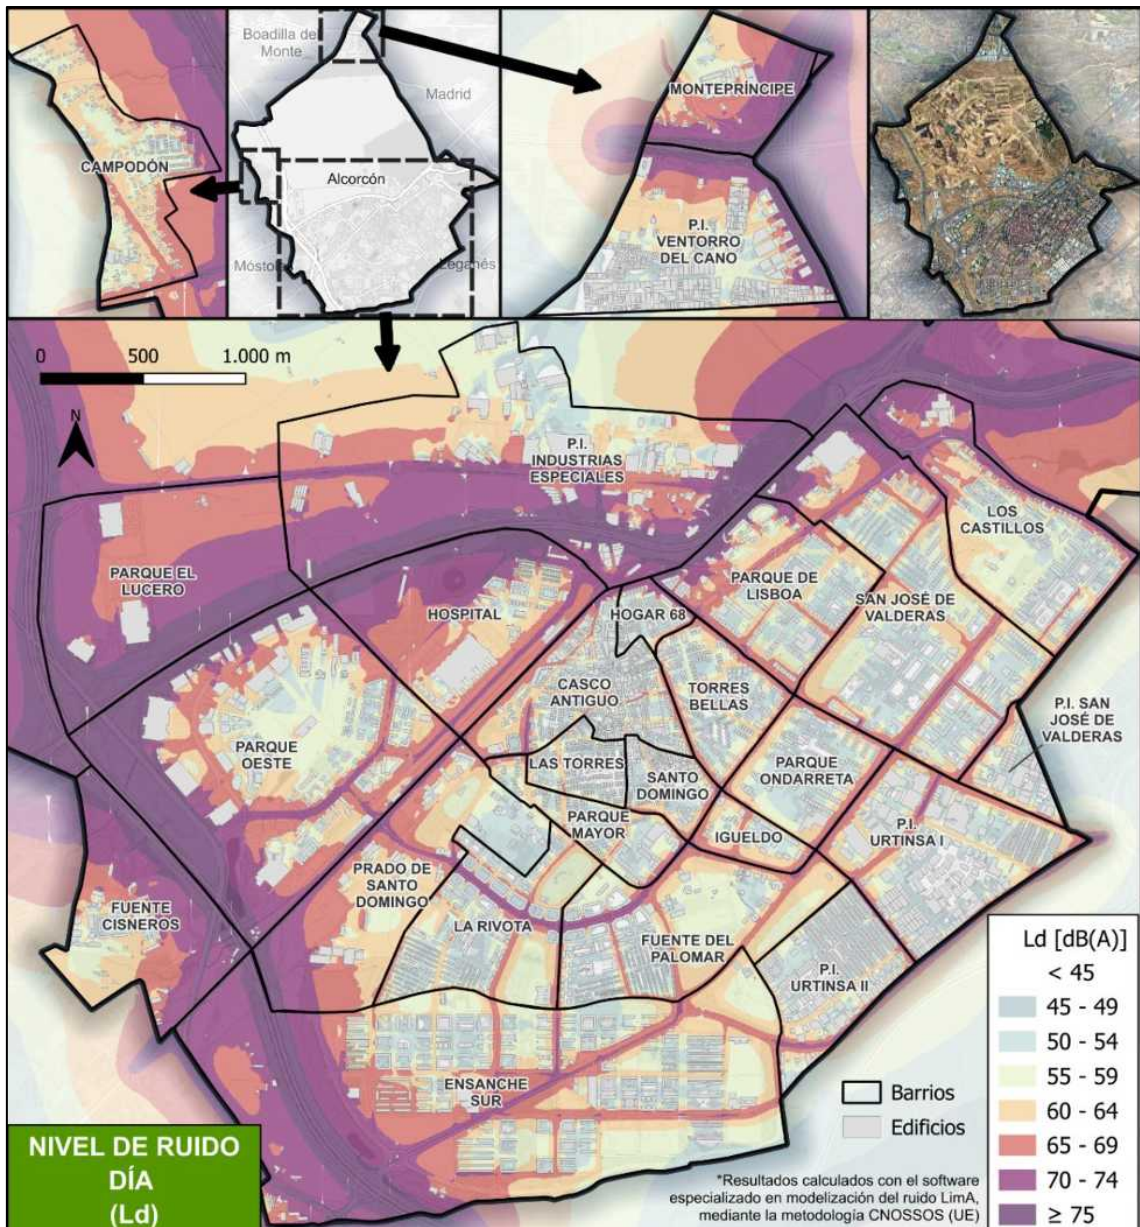 Boadilla de
Monte
Madrid
Alcorcón
Móstoles
Leganés
CAMPODÓN
MONTEPRÍNCIPE
P.I.
VENTORRO
DEL CANO
0 500 1.000 m
N
P.I.
INDUSTRIAS
ESPECIALES
LOS
CASTILLOS
PARQUE EL
LUCERO
HOSPITAL
HOGAR 68
PARQUE DE
LISBOA
SAN JOSÉ DE
VALDERAS
CASCO
ANTIGUO
TORRES
BELLAS
P.I. SAN
JOSÉ DE
VALDERAS
PARQUE
OESTE
LAS TORRES
SANTO
DOMINGO
PARQUE
ONDARRETA
PARQUE
MAYOR
IGUELDO
P.I.
URTINSA I
PRADO DE
SANTO
DOMINGO
FUENTE
CISNEROS
LA RIVOTA
FUENTE DEL
PALOMAR
P.I.
URTINSA II
ENSANCHE
SUR
Barrios
Edificios
Ld [dB(A)]
< 45
45 - 49
50 - 54
55 - 59
60 - 64
65 - 69
70 - 74
≥ 75
NIVEL DE RUIDO
DÍA
(Ld)
*Resultados calculados con el software
especializado en modelización del ruido LimA,
mediante la metodología CNOSSOS (UE)